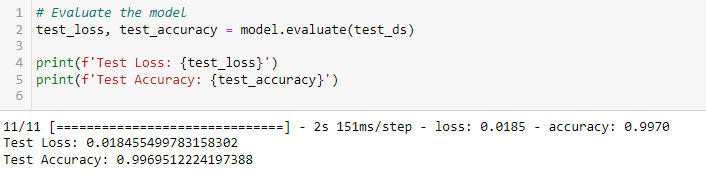 1 # Evaluate the model
2 test_loss, test_accuracy = model.evaluate(test_ds)
3
4 print(f'Test Loss: {test_loss}')
5 print(f'Test Accuracy: {test_accuracy}')
6
11/11 [==============================] - 2s 151ms/step - loss: 0.0185 - accuracy: 0.9970
Test Loss: 0.018455499783158302
Test Accuracy: 0.9969512224197388